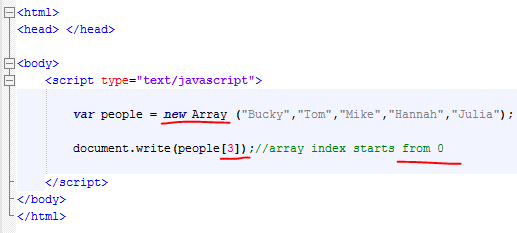 <html>
<head> </head>
<body>
<script type="text/javascript">
var people = new Array ("Bucky","Tom","Mike","Hannah","Julia");
document.write(people[3]);//array index starts from 0
</script>
</body>
</html>